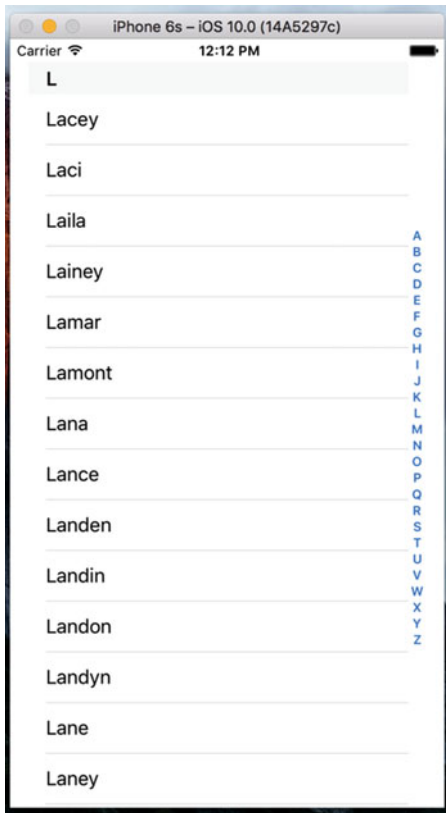 iPhone 6s – iOS 10.0 (14A5297c)
Carrier 12:12 PM
L
Lacey
Laci
Laila
Lainey
Lamar
Lamont
Lana
Lance
Landen
Landin
Landon
Landyn
Lane
Laney
A
B
C
D
E
F
G
H
I
J
K
L
M
N
O
P
Q
R
S
T
U
V
W
X
Y
Z